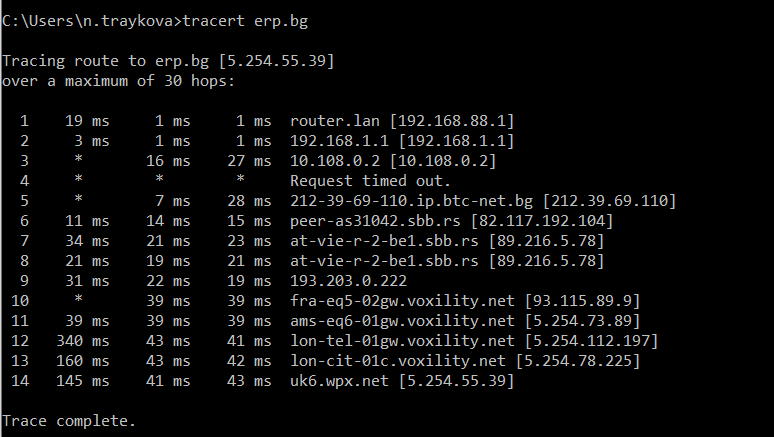 C:\Users\n.traykova>tracert erp.bg
Tracing route to erp.bg [5.254.55.39]
over a maximum of 30 hops:
1 19 ms 1 ms 1 ms router.lan [192.168.88.1]
2 3 ms 1 ms 1 ms 192.168.1.1 [192.168.1.1]
3 * 16 ms 27 ms 10.108.0.2 [10.108.0.2]
4 * * * Request timed out.
5 * 7 ms 28 ms 212-39-69-110.ip.btc-net.bg [212.39.69.110]
6 11 ms 14 ms 15 ms peer-as31042.sbb.rs [82.117.192.104]
7 34 ms 21 ms 23 ms at-vie-r-2-be1.sbb.rs [89.216.5.78]
8 21 ms 19 ms 21 ms at-vie-r-2-be1.sbb.rs [89.216.5.78]
9 31 ms 22 ms 19 ms 193.203.0.222
10 * 39 ms 39 ms fra-eq5-02gw.voxility.net [93.115.89.9]
11 39 ms 39 ms 39 ms ams-eq6-01gw.voxility.net [5.254.73.89]
12 340 ms 43 ms 41 ms lon-tel-01gw.voxility.net [5.254.112.197]
13 160 ms 43 ms 42 ms lon-cit-01c.voxility.net [5.254.78.225]
14 145 ms 41 ms 43 ms uk6.wpx.net [5.254.55.39]
Trace complete.